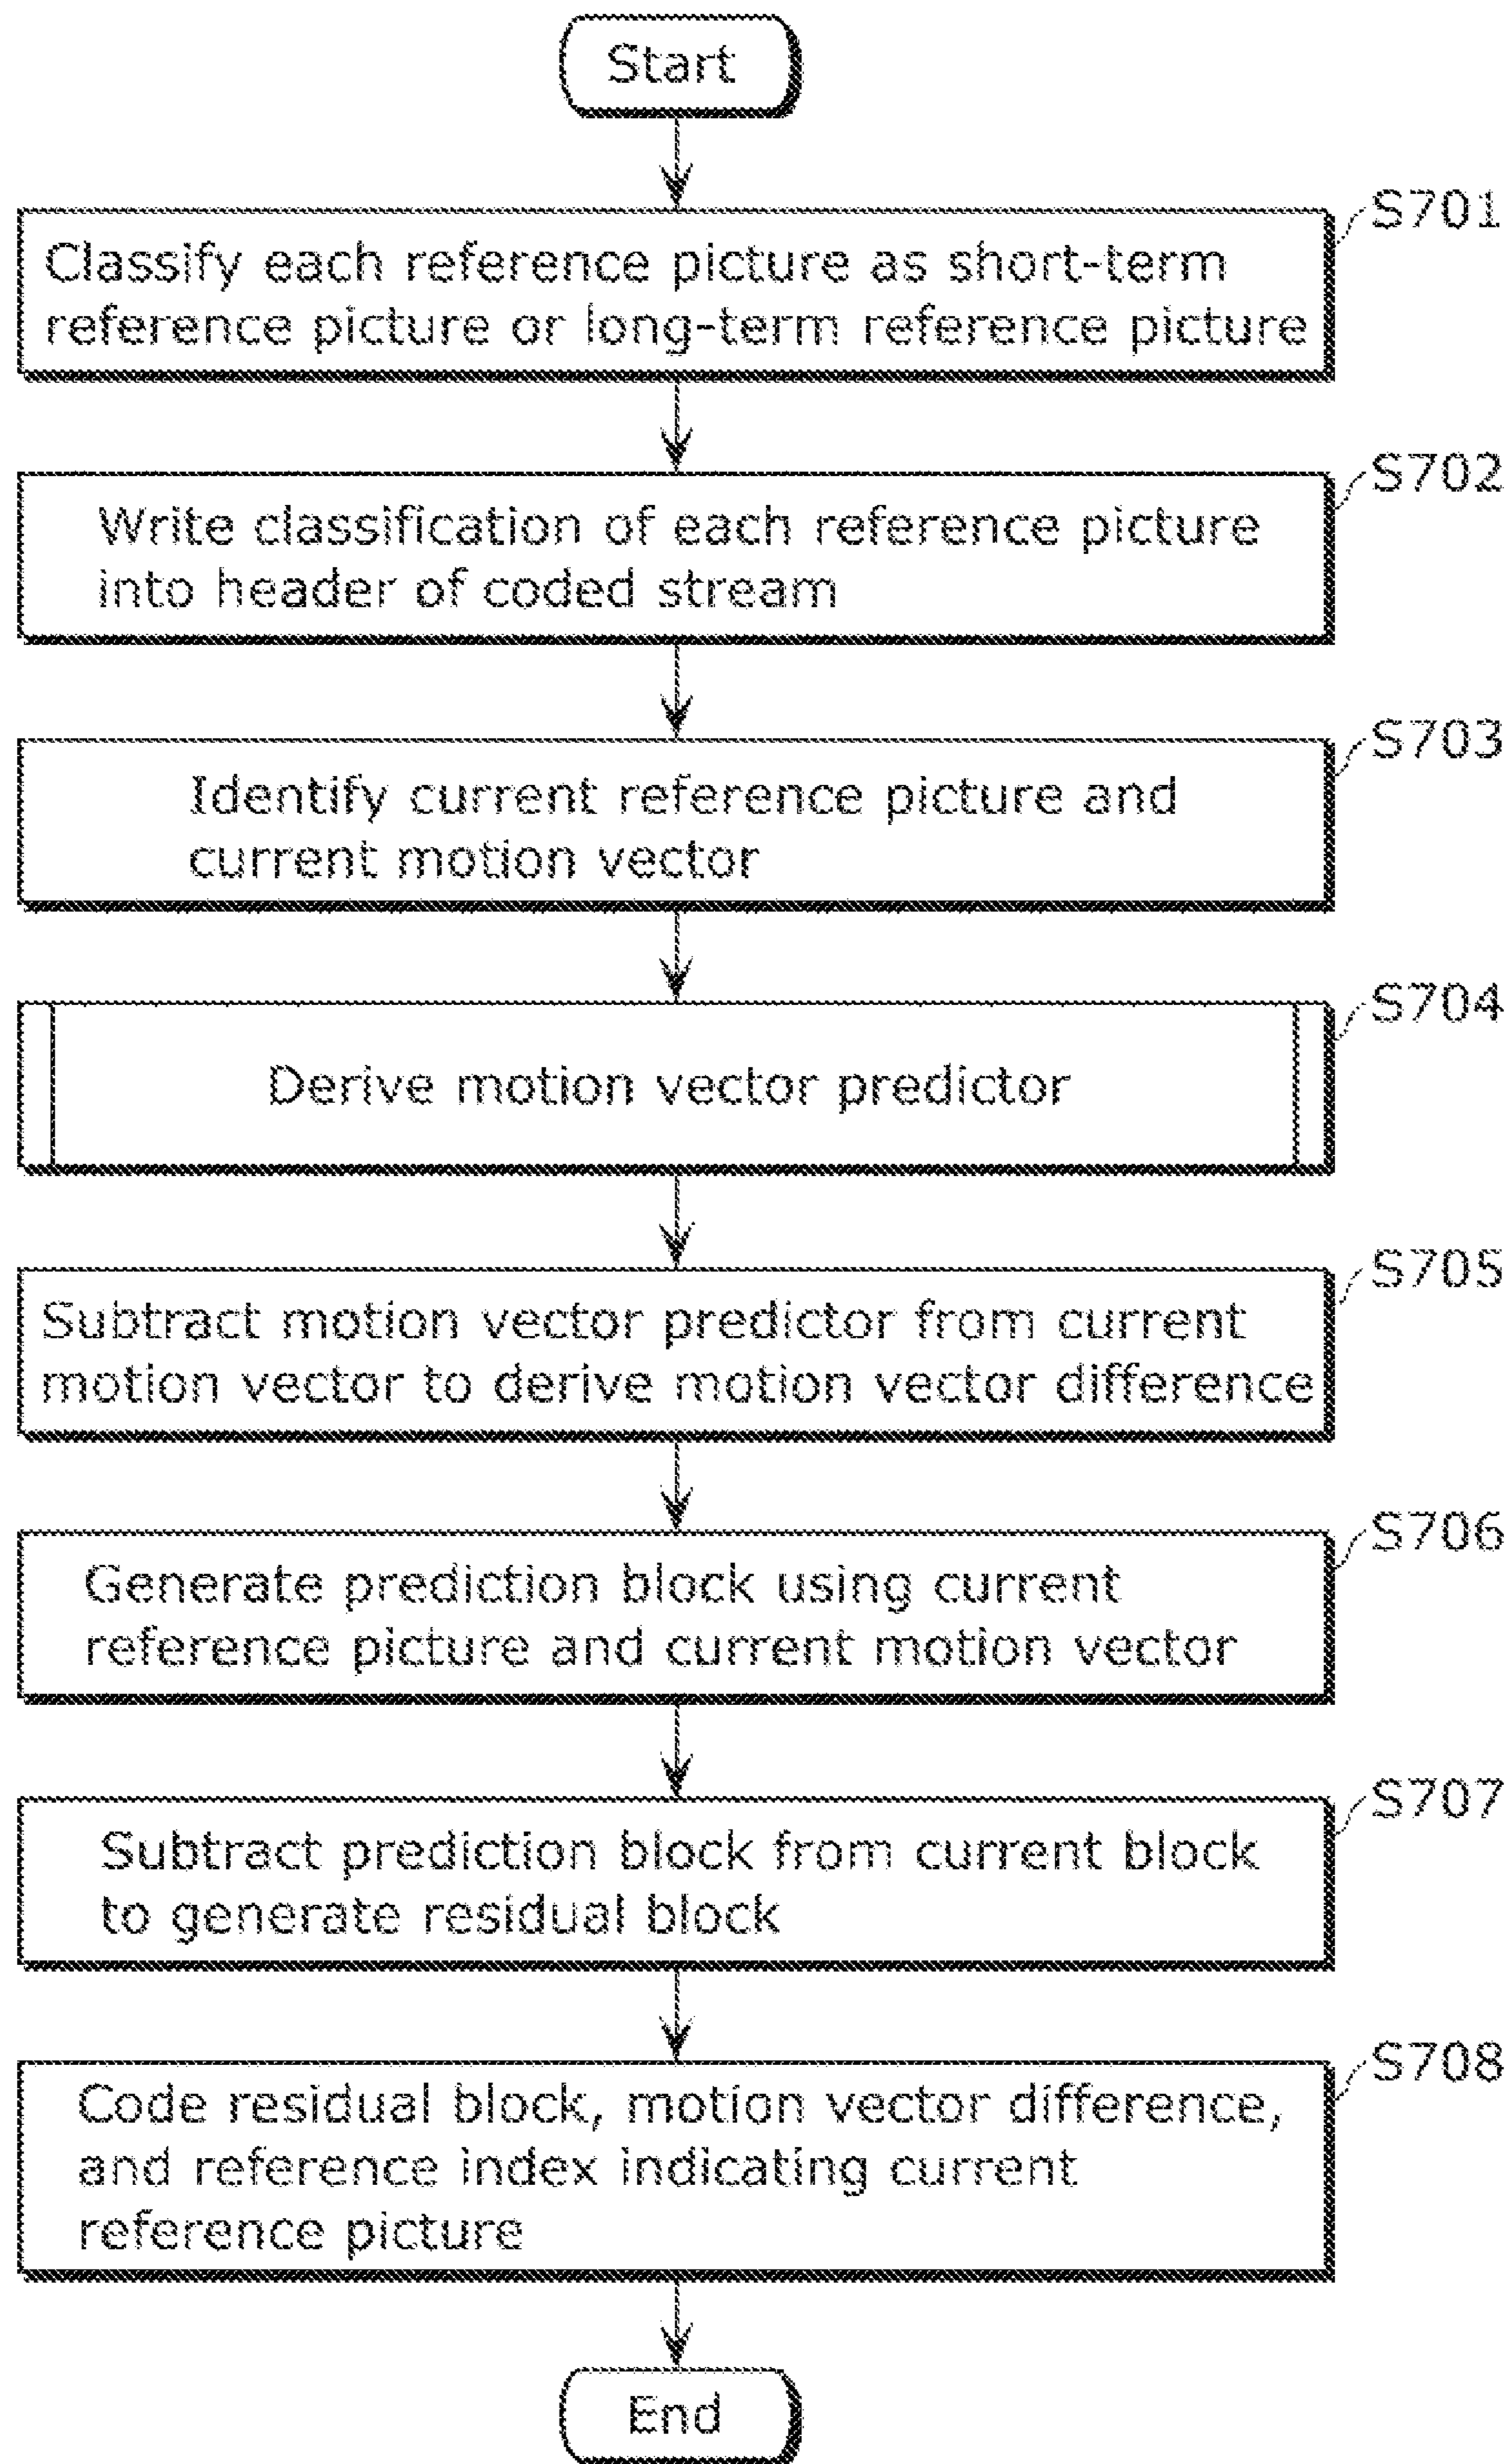 Start
S701
Classify each reference picture as short-term
reference picture or long-term reference picture
S702
Write classification of each reference picture
into header of coded stream
S703
Identify current reference picture and
current motion vector
S704
Derive motion vector predictor
S705
Subtract motion vector predictor from current
motion vector to derive motion vector difference
S706
Generate prediction block using current
reference picture and current motion vector
S707
Subtract prediction block from current block
to generate residual block
S708
Code residual block, motion vector difference,
and reference index indicating current
reference picture
End